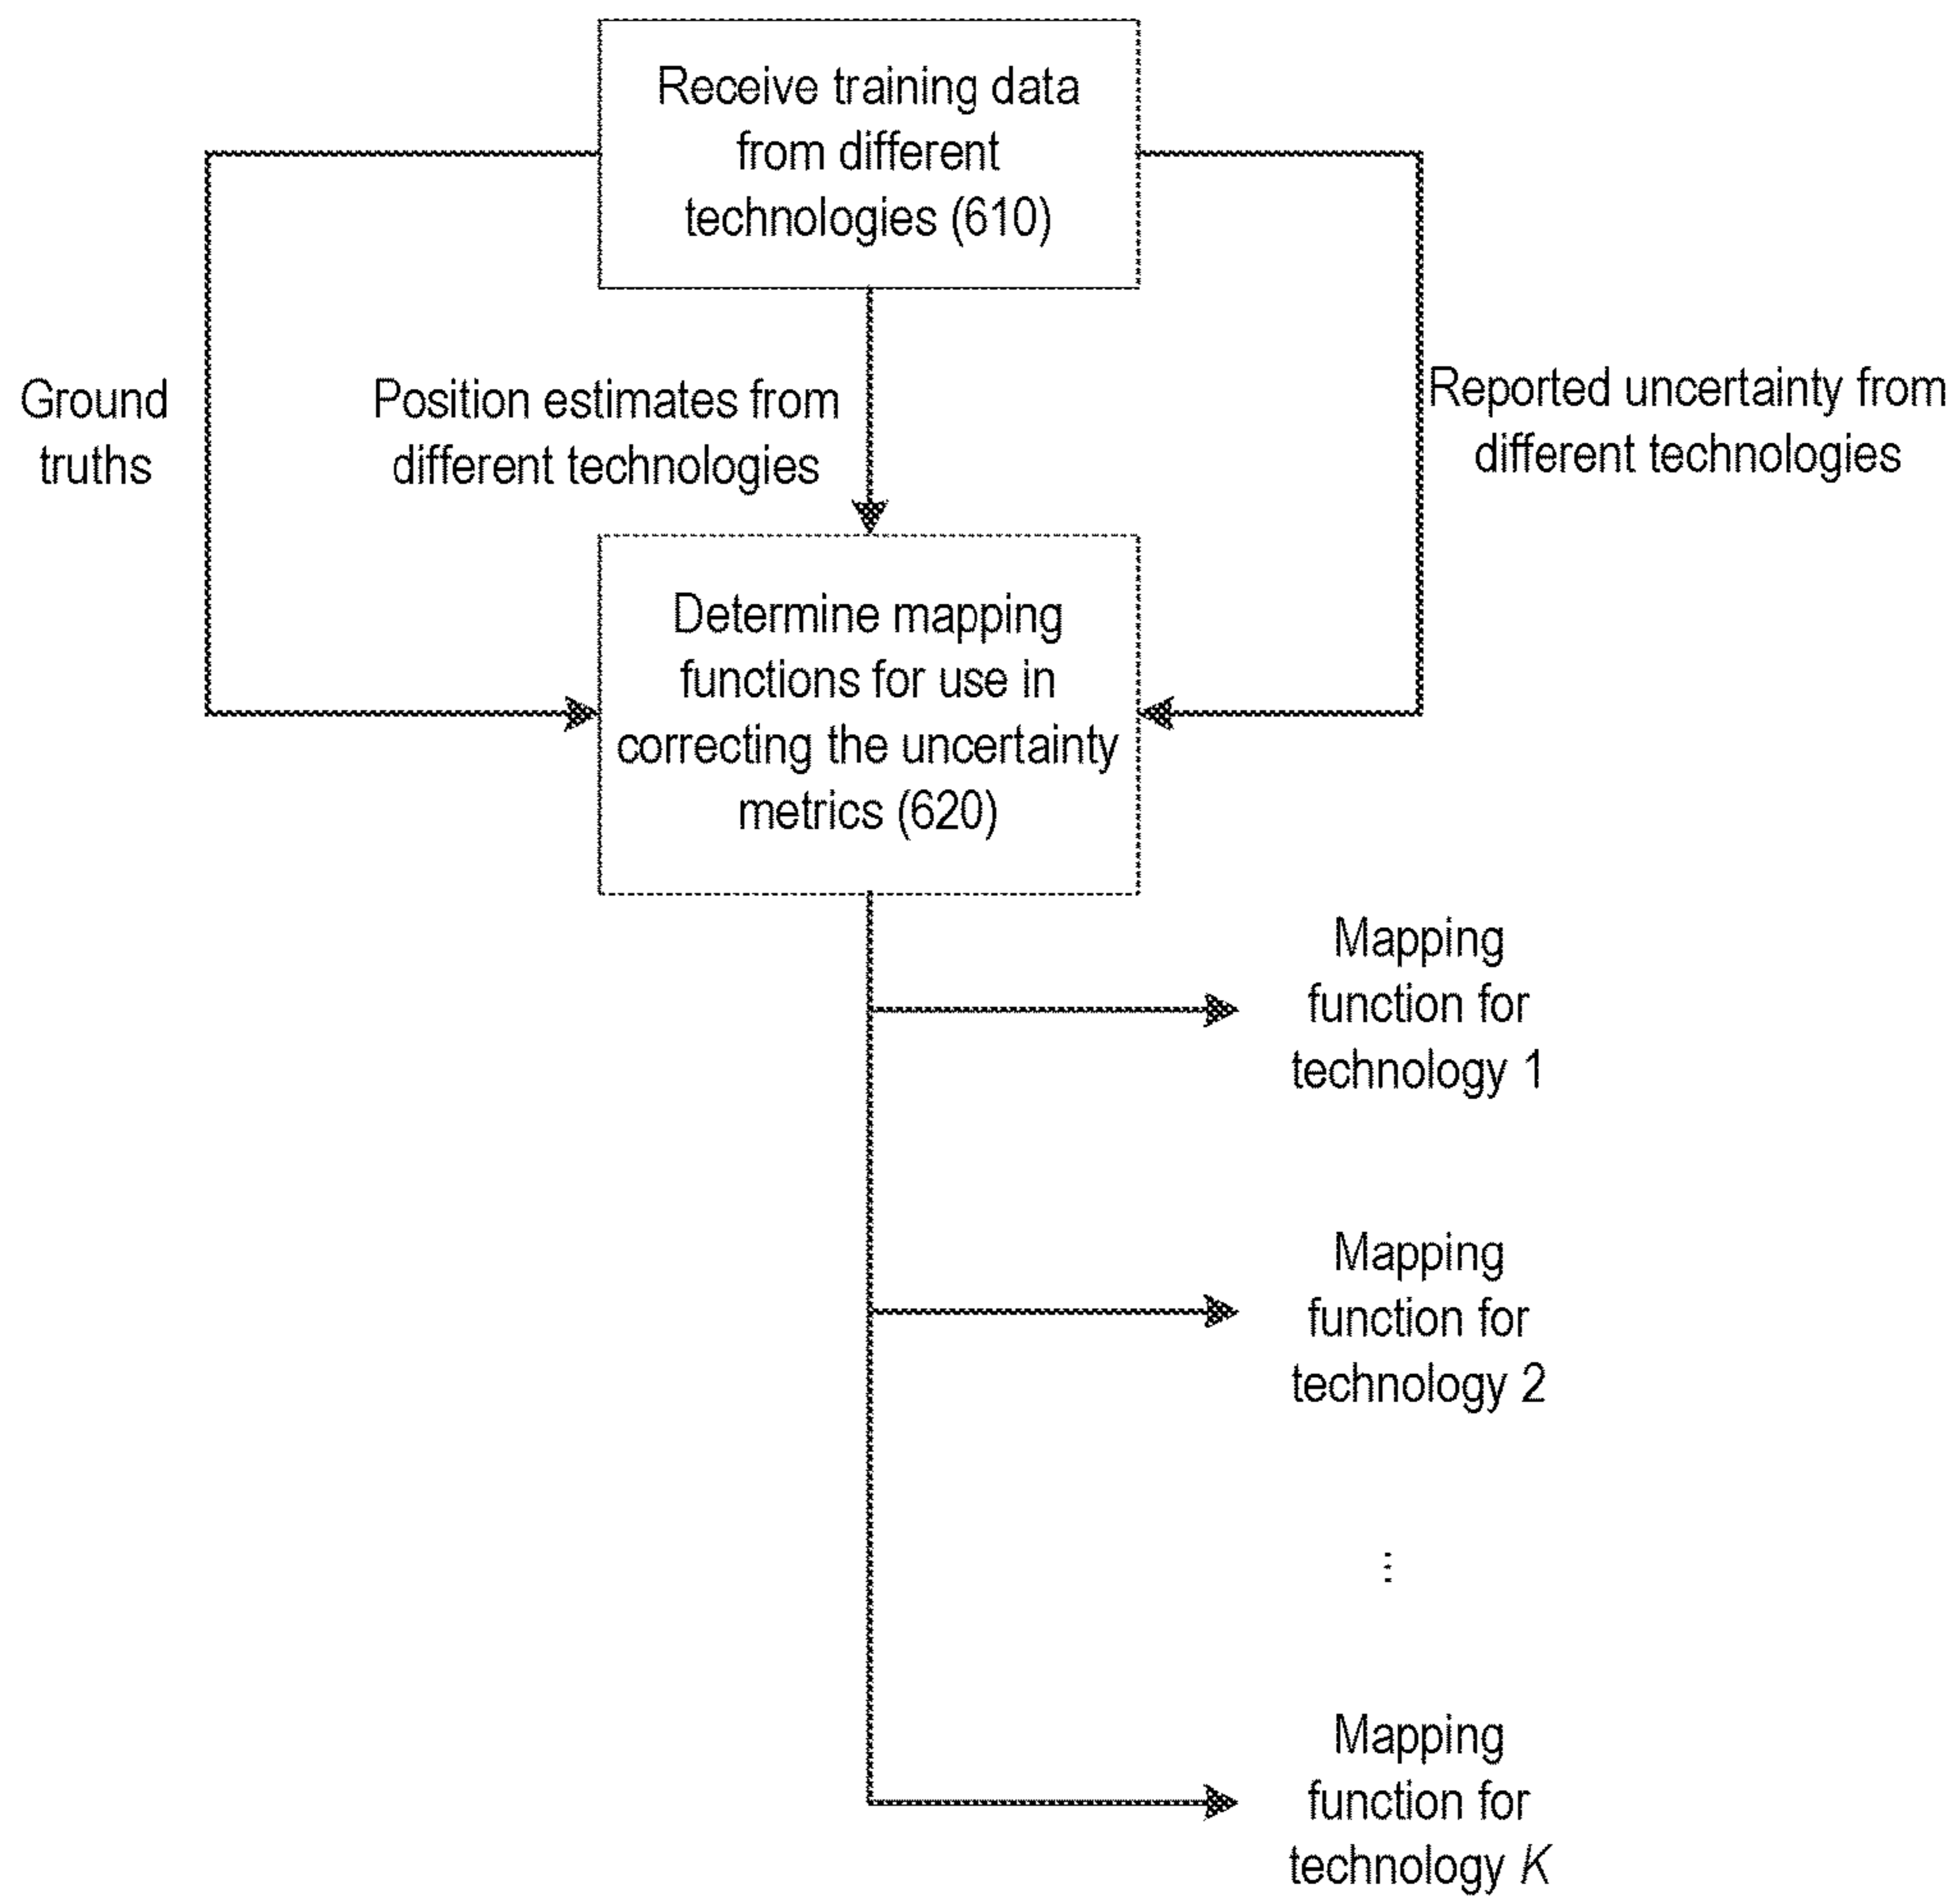 Receive training data
from different
technologies (610)
Ground
truths
Position estimates from
different technologies
Reported uncertainty from
different technologies
Determine mapping
functions for use in
correcting the uncertainty
metrics (620)
Mapping
function for
technology 1
Mapping
function for
technology 2
⋮
Mapping
function for
technology K